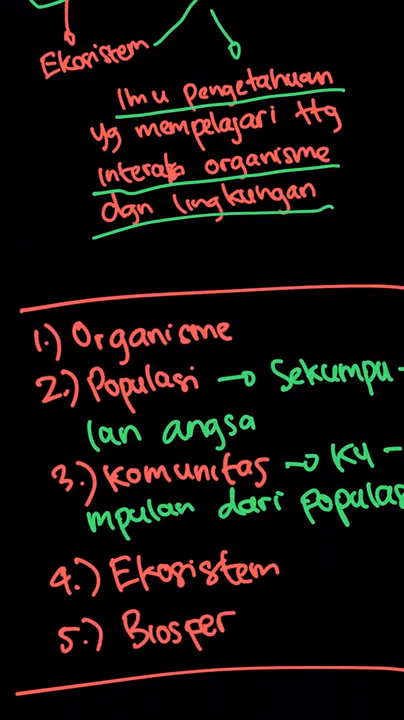 Ekosistem
Ilmu pengetahuan
yg mempelajari ttg
interaksi organisme
dgn lingkungan
1.) Organisme
2.) Populasi → Sekumpu-
lan angsa
3.) Komunitas → Ku-
mpulan dari populas
4.) Ekosistem
5.) Biosper